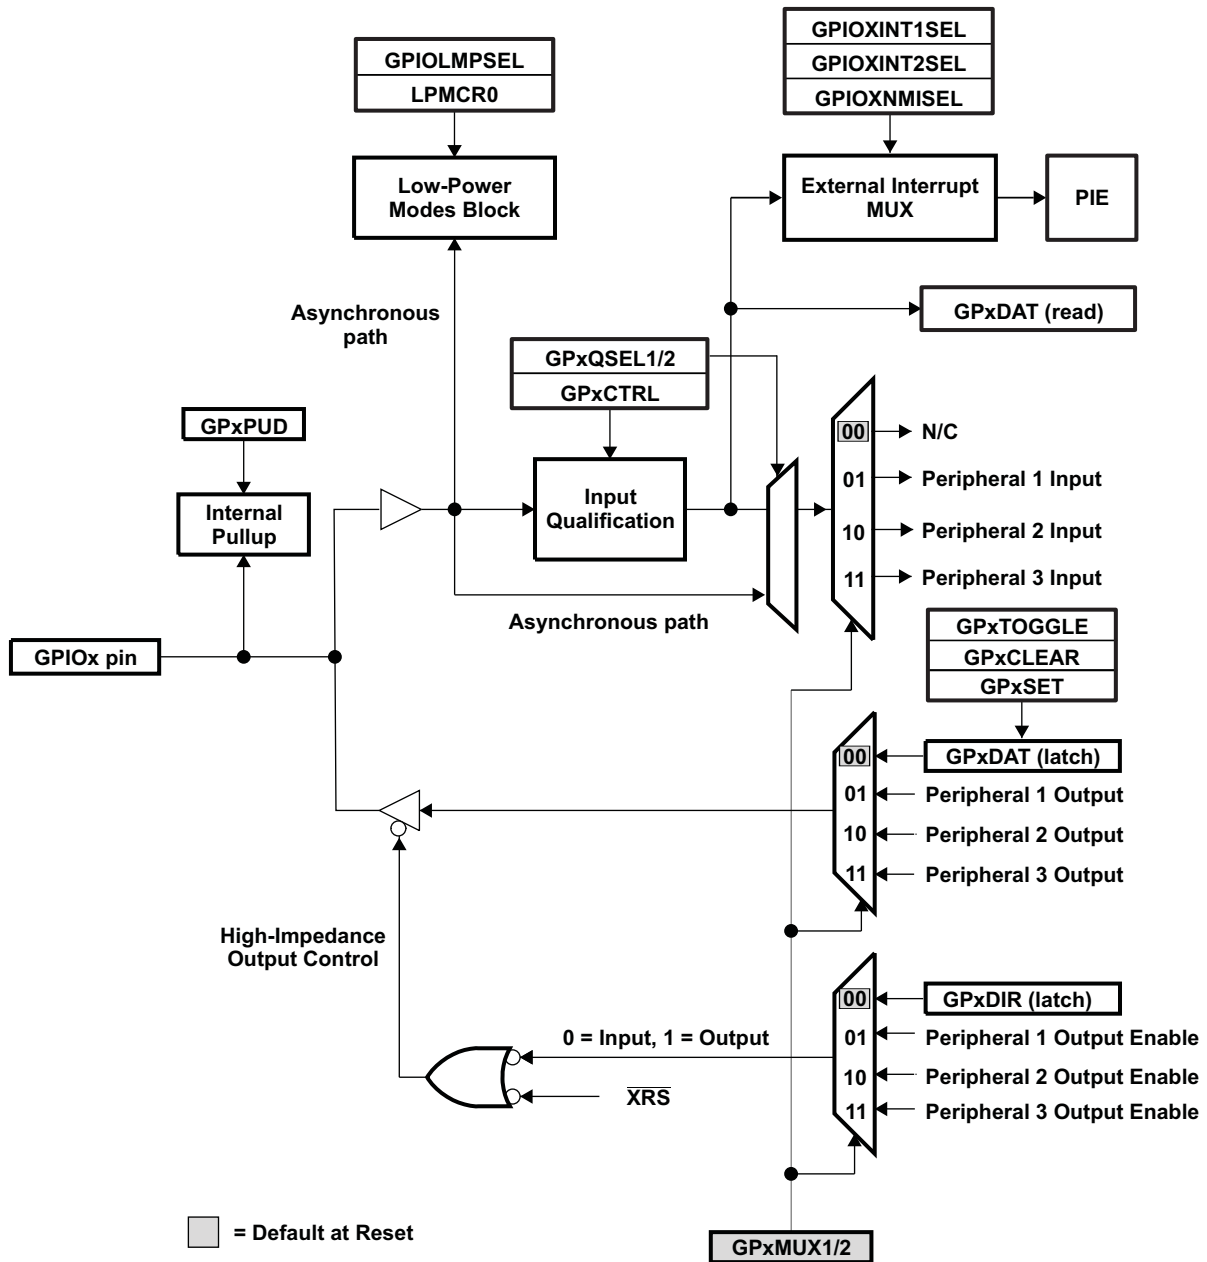 GPIOXINT1SEL
GPIOXINT2SEL
GPIOXNMISEL
GPIOLMPSEL
LPMCR0
Low-Power
Modes Block
External Interrupt
MUX
PIE
Asynchronous
path
GPxDAT (read)
GPxQSEL1/2
GPxCTRL
GPxPUD
Internal
Pullup
Input
Qualification
00
N/C
01
Peripheral 1 Input
10
Peripheral 2 Input
11
Peripheral 3 Input
Asynchronous path
GPIOx pin
GPxTOGGLE
GPxCLEAR
GPxSET
00
GPxDAT (latch)
01
Peripheral 1 Output
10
Peripheral 2 Output
11
Peripheral 3 Output
High-Impedance
Output Control
00
GPxDIR (latch)
0 = Input, 1 = Output
01
Peripheral 1 Output Enable
10
Peripheral 2 Output Enable
XRS
11
Peripheral 3 Output Enable
= Default at Reset
GPxMUX1/2